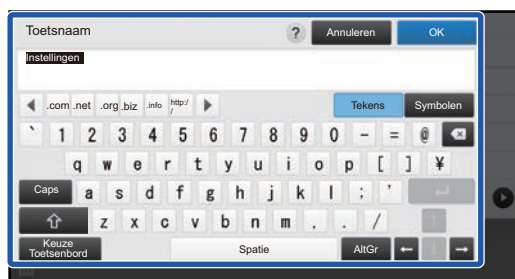 Toetsnaam ? Annuleren OK
Instellingen
.com .net .org .biz .info http:/ Tekens Symbolen
/
` 1 2 3 4 5 6 7 8 9 0 - = @
q w e r t y u i o p [ ] ¥
Caps a s d f g h j k l ; '
z x c v b n m , . /
Keuze Spatie AltGr
Toetsenbord